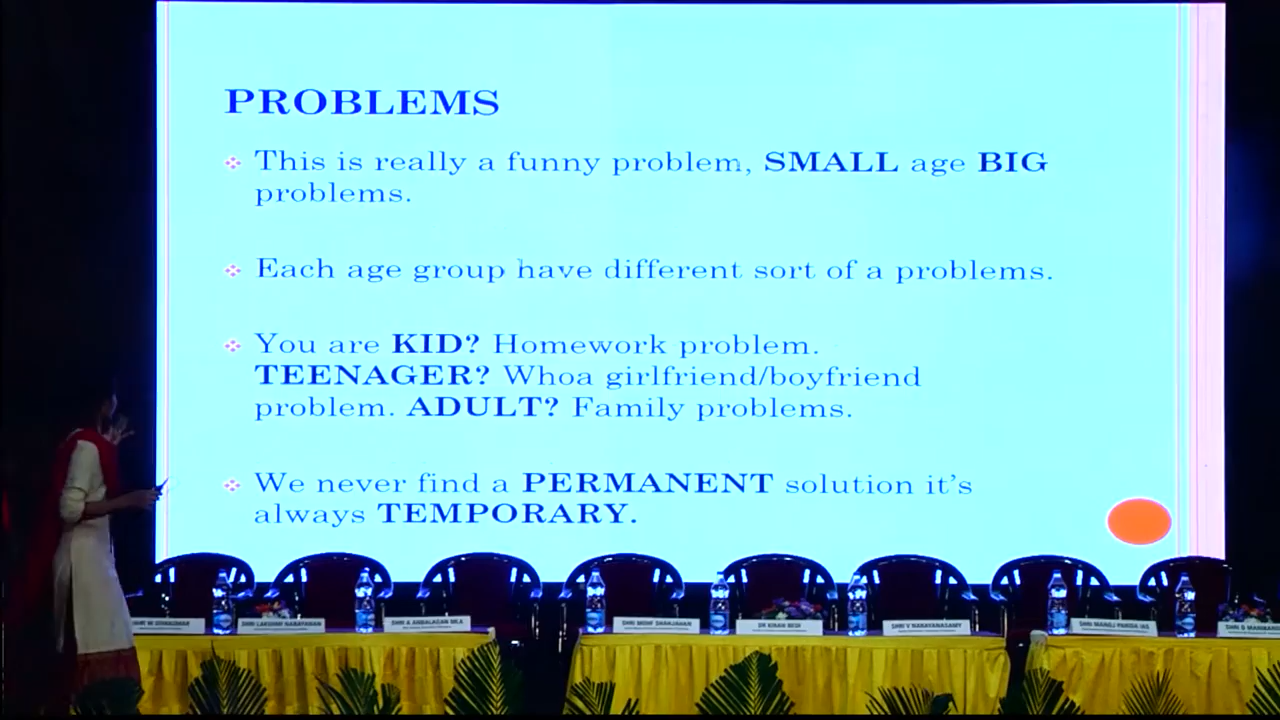 PROBLEMS
This is really a funny problem, SMALL age BIG
problems.
Each age group have different sort of a problems.
You are KID? Homework problem.
TEENAGER? Whoa girlfriend/boyfriend
problem. ADULT? Family problems.
We never find a PERMANENT solution it's
always TEMPORARY.
SHRI LAKSHMI NARAYANAN
SHRI A ANBALAGAN MLA
SHRI MOHF SHAHJAHAN
DR KIRAN BEDI
SHRI V NARAYANASAMY
SHRI MANOJ PARIDA IAS